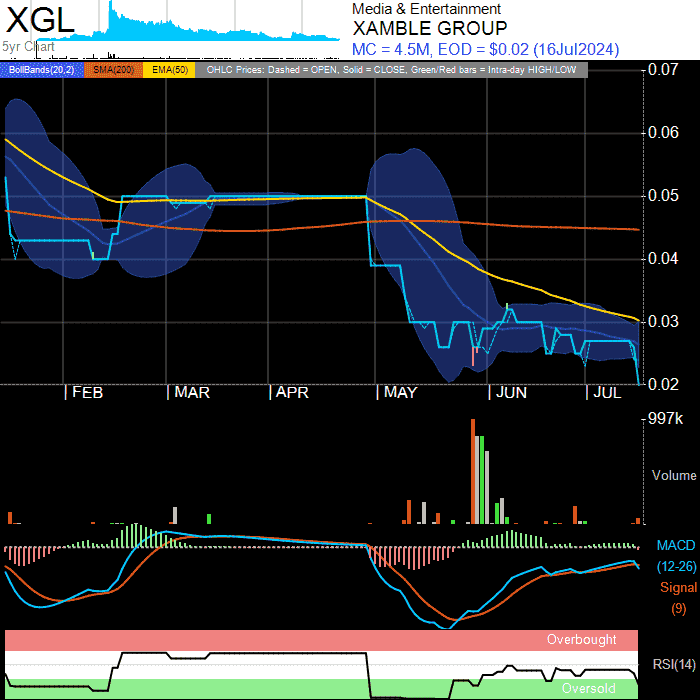 XGL
5yr Chart
Media & Entertainment
XAMBLE GROUP
MC = 4.5M, EOD = $0.02 (16Jul2024)
BollBands(20,2) SMA(200) EMA(50) OHLC Prices: Dashed = OPEN, Solid = CLOSE, Green/Red bars = Intra-day HIGH/LOW
0.07
0.06
0.05
0.04
0.03
0.02
FEB MAR APR MAY JUN JUL
997k
Volume
MACD
(12-26)
Signal
(9)
Overbought
RSI(14)
Oversold